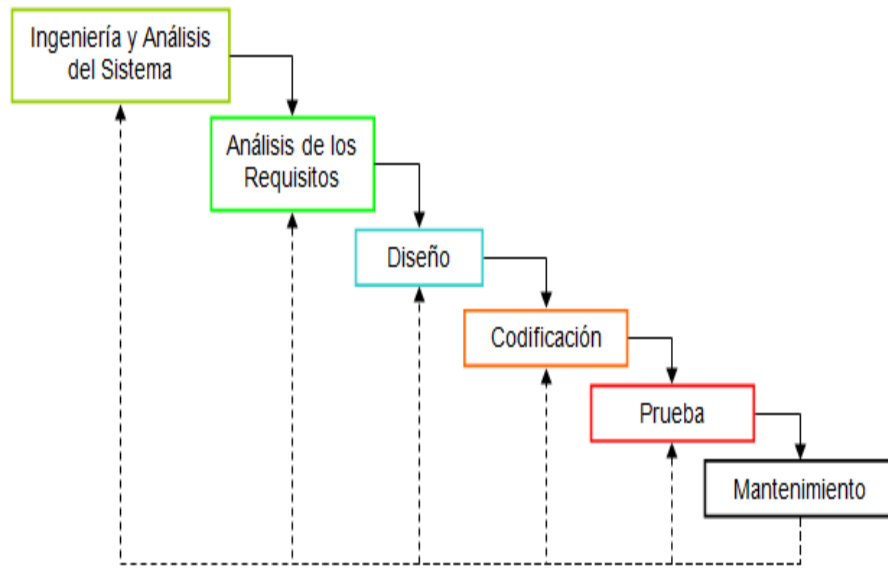 Ingeniería y Análisis
del Sistema
Análisis de los
Requisitos
Diseño
Codificación
Prueba
Mantenimiento